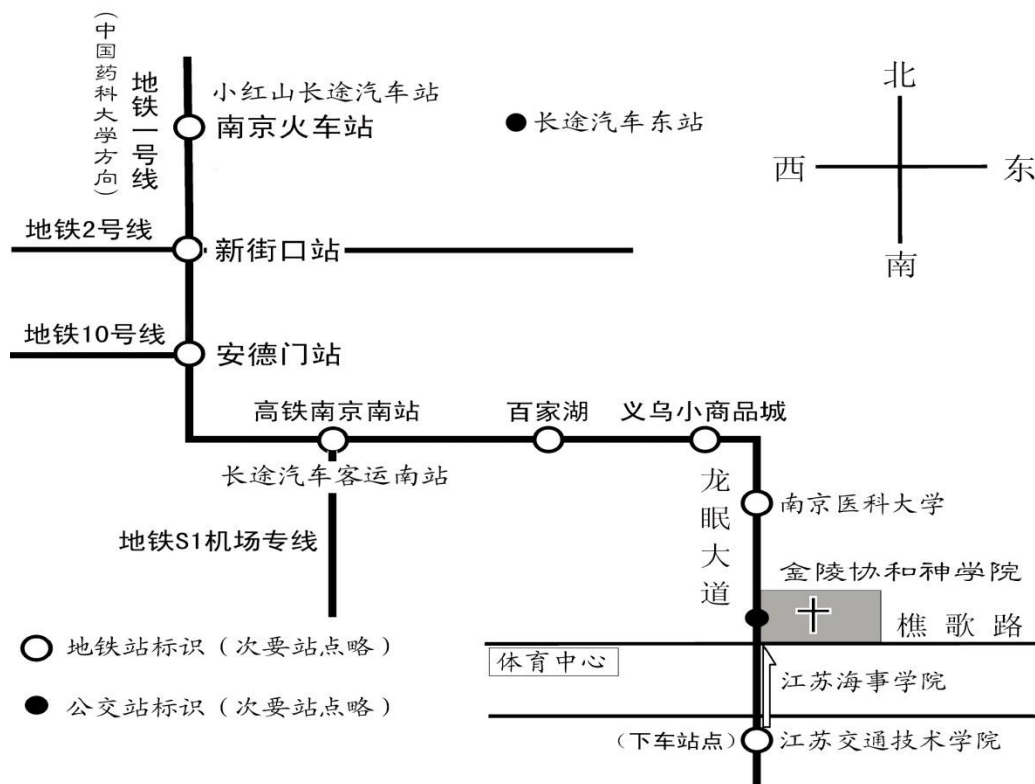 （中国药科大学方向）
地铁一号线
小红山长途汽车站
南京火车站
长途汽车东站
北
西
东
南
地铁2号线
新街口站
地铁10号线
安德门站
高铁南京南站
百家湖
义乌小商品城
长途汽车客运南站
龙眠大道
南京医科大学
地铁S1机场专线
金陵协和神学院
樵歌路
地铁站标识（次要站点略）
体育中心
江苏海事学院
公交站标识（次要站点略）
（下车站点）
江苏交通技术学院